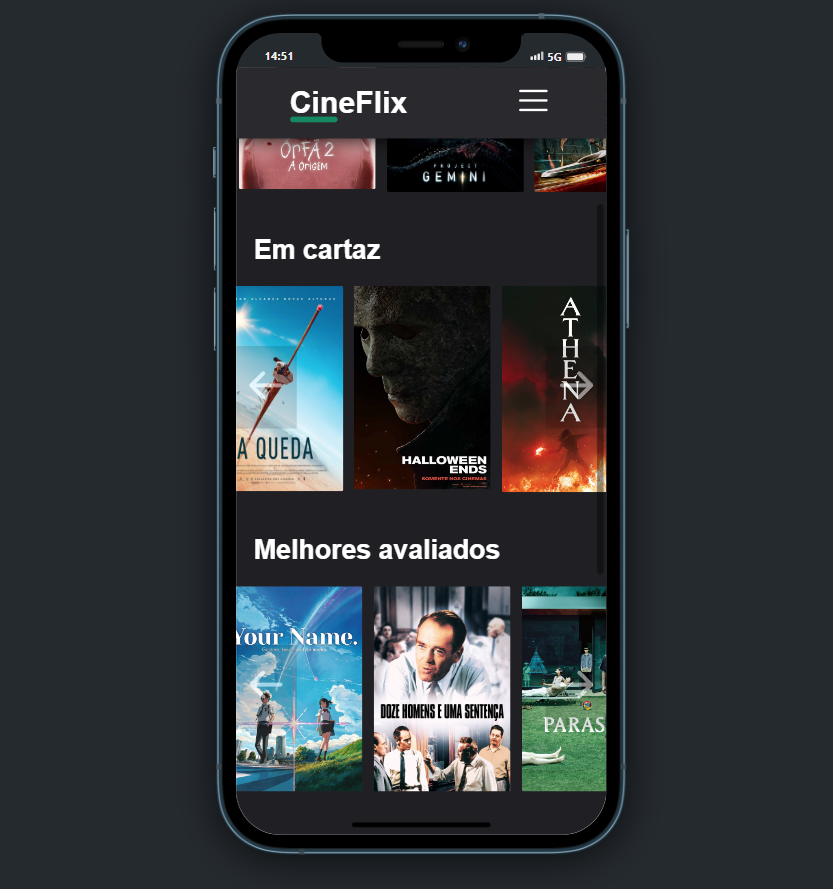 14:51
5G
CineFlix
ÓRFÃ 2
A ORIGEM
PROJECT
GEMINI
Em cartaz
A QUEDA
HALLOWEEN
ENDS
SOMENTE NOS CINEMAS
ATHENA
Melhores avaliados
Your Name.
DOZE HOMENS E UMA SENTENÇA
PARAS